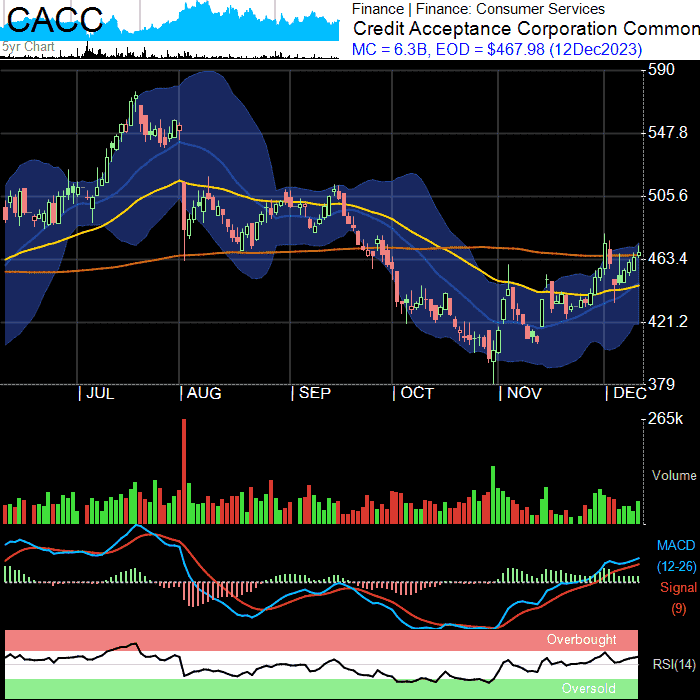 CACC
5yr Chart
Finance | Finance: Consumer Services
Credit Acceptance Corporation Common
MC = 6.3B, EOD = $467.98 (12Dec2023)
590
547.8
505.6
463.4
421.2
379
JUL
AUG
SEP
OCT
NOV
DEC
265k
Volume
MACD
(12-26)
Signal
(9)
Overbought
RSI(14)
Oversold